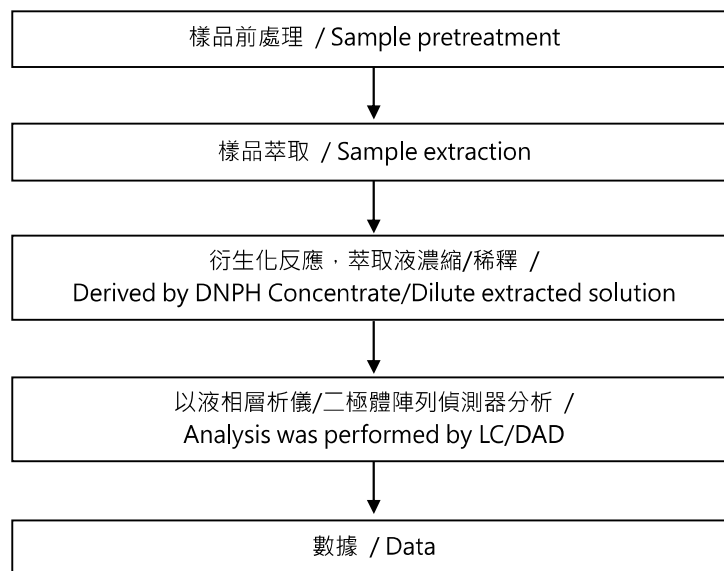 樣品前處理 / Sample pretreatment
樣品萃取 / Sample extraction
衍生化反應，萃取液濃縮/稀釋 /
Derived by DNPH Concentrate/Dilute extracted solution
以液相層析儀/二極體陣列偵測器分析 /
Analysis was performed by LC/DAD
數據 / Data